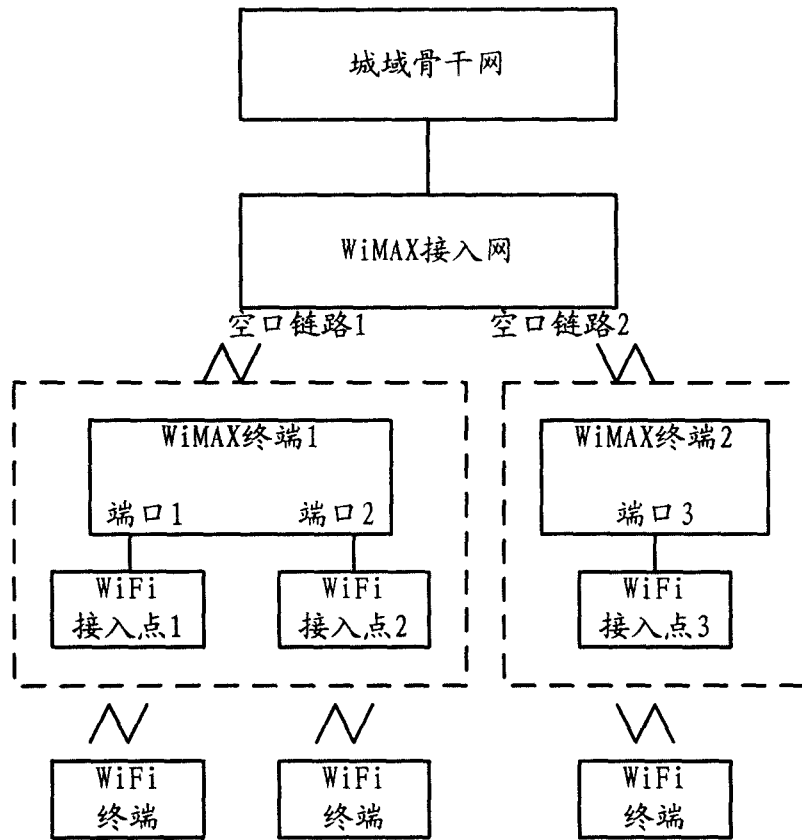 城域骨干网
WiMAX接入网
空口链路1
空口链路2
WiMAX终端1
WiMAX终端2
端口1
端口2
端口3
WiFi
接入点1
WiFi
接入点2
WiFi
接入点3
WiFi
终端
WiFi
终端
WiFi
终端